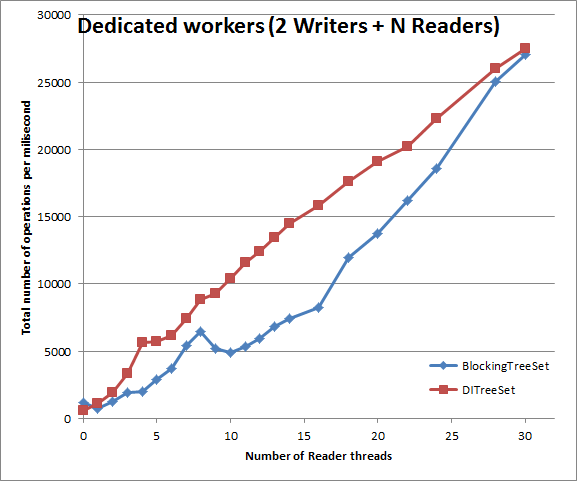 Dedicated workers (2 Writers + N Readers)
30000
25000
20000
15000
10000
5000
0
Total number of operations per milisecond
BlockingTreeSet
DITreeSet
0 5 10 15 20 25 30
Number of Reader threads